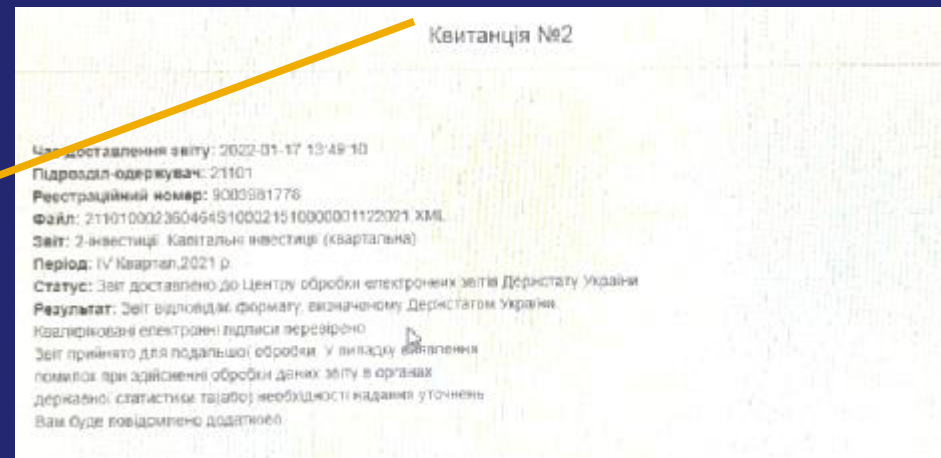 Квитанція №2
Час доставлення звіту: 2022-01-17 13:49:10
Підрозділ-одержувач: 21101
Реєстраційний номер: 9003981776
Файл: XML
Звіт: 2-інвестиції. Капітальні інвестиції (квартальна)
Період: IV Квартал,2021 р.
Статус: Звіт доставлено до Центру обробки електронних звітів Держстату України
Результат: Звіт відповідає формату, визначеному Держстатом України.
Кваліфіковані електронні підписи перевірено
Звіт прийнято для подальшої обробки. У випадку виявлення
помилок при здійсненні обробки даних звіту в органах
державної статистики та(або) необхідності надання уточнень
Вам буде повідомлено додатково.